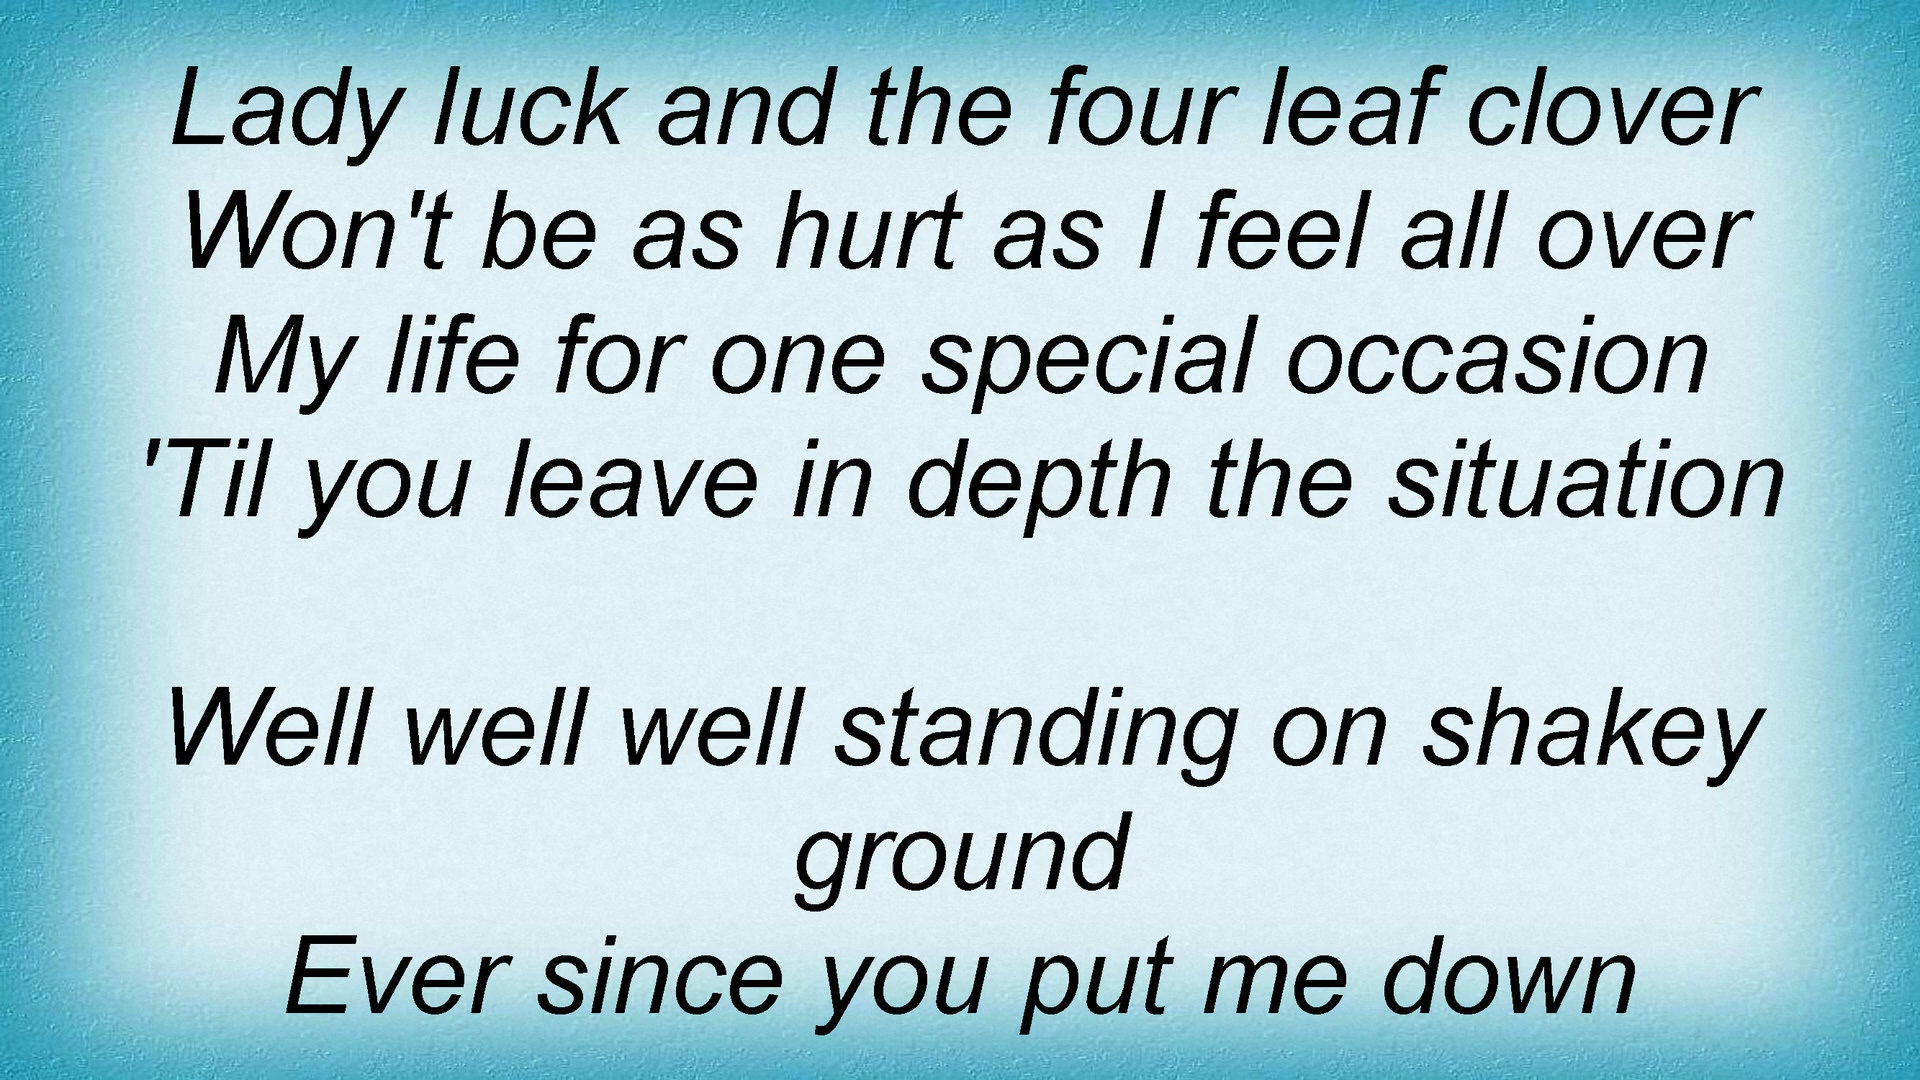 Lady luck and the four leaf clover
Won't be as hurt as I feel all over
My life for one special occasion
'Til you leave in depth the situation
Well well well standing on shakey
ground
Ever since you put me down